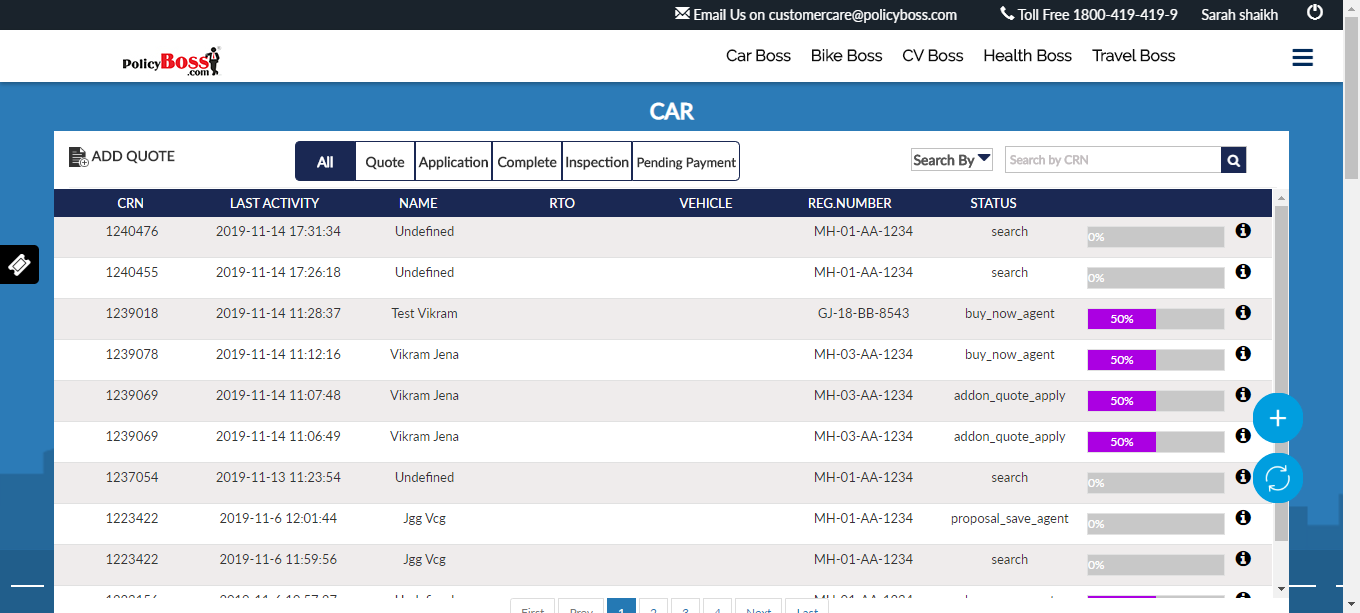 Email Us on customercare@policyboss.com Toll Free 1800-419-419-9 Sarah shaikh
PolicyBoss.com Car Boss Bike Boss CV Boss Health Boss Travel Boss
CAR
ADD QUOTE All Quote Application Complete Inspection Pending Payment Search By Search by CRN
CRN LAST ACTIVITY NAME RTO VEHICLE REG.NUMBER STATUS
1240476 2019-11-14 17:31:34 Undefined MH-01-AA-1234 search 0%
1240455 2019-11-14 17:26:18 Undefined MH-01-AA-1234 search 0%
1239018 2019-11-14 11:28:37 Test Vikram GJ-18-BB-8543 buy_now_agent 50%
1239078 2019-11-14 11:12:16 Vikram Jena MH-03-AA-1234 buy_now_agent 50%
1239069 2019-11-14 11:07:48 Vikram Jena MH-03-AA-1234 addon_quote_apply 50%
1239069 2019-11-14 11:06:49 Vikram Jena MH-03-AA-1234 addon_quote_apply 50%
1237054 2019-11-13 11:23:54 Undefined MH-01-AA-1234 search 0%
1223422 2019-11-6 12:01:44 Jgg Vcg MH-01-AA-1234 proposal_save_agent 0%
1223422 2019-11-6 11:59:56 Jgg Vcg MH-01-AA-1234 search 0%
First Prev 1 2 3 4 Next Last